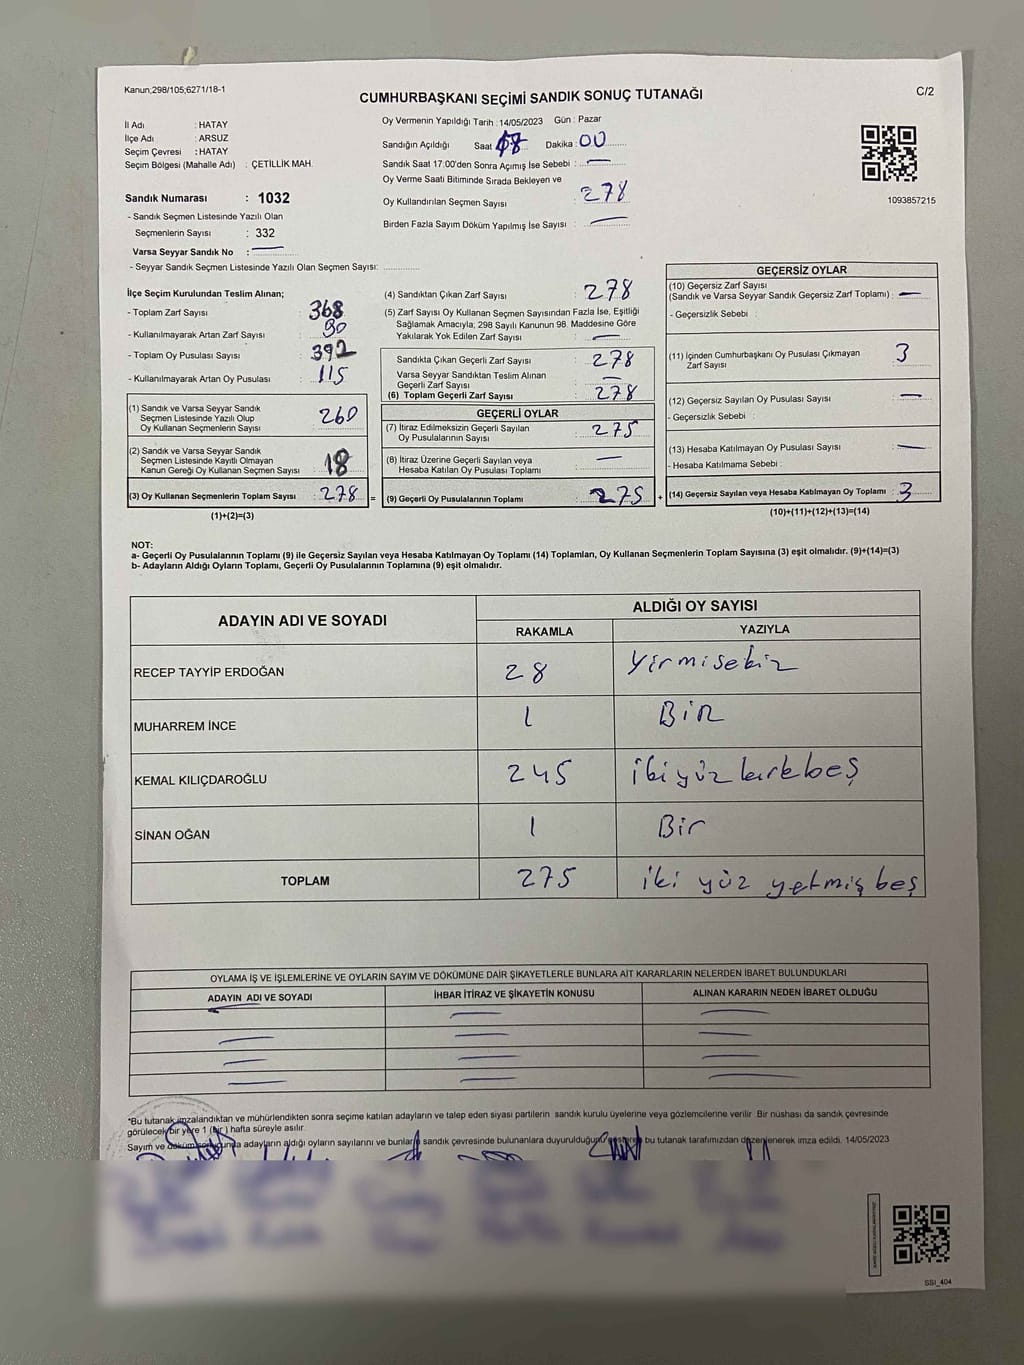 Kanun;298/105;6271/18-1
CUMHURBAŞKANI SEÇİMİ SANDIK SONUÇ TUTANAĞI
C/2
İl Adı : HATAY
İlçe Adı : ARSUZ
Seçim Çevresi : HATAY
Seçim Bölgesi (Mahalle Adı) : ÇETİLLİK MAH.
Sandık Numarası : 1032
- Sandık Seçmen Listesinde Yazılı Olan
Seçmenlerin Sayısı : 332
Varsa Seyyar Sandık No :
- Seyyar Sandık Seçmen Listesinde Yazılı Olan Seçmen Sayısı:
Oy Vermenin Yapıldığı Tarih : 14/05/2023 Gün : Pazar
Sandığın Açıldığı Saat 08 Dakika : 00
Sandık Saat 17:00'den Sonra Açımış İse Sebebi :
Oy Verme Saati Bitiminde Sırada Bekleyen ve
Oy Kullandırılan Seçmen Sayısı : 278
Birden Fazla Sayım Döküm Yapılmış İse Sayısı :
1093857215
İlçe Seçim Kurulundan Teslim Alınan;
- Toplam Zarf Sayısı : 368
- Kullanılmayarak Artan Zarf Sayısı : 90
- Toplam Oy Pusulası Sayısı : 392
- Kullanılmayarak Artan Oy Pusulası : 115
(1) Sandık ve Varsa Seyyar Sandık
Seçmen Listesinde Yazılı Olup
Oy Kullanan Seçmenlerin Sayısı : 260
(2) Sandık ve Varsa Seyyar Sandık
Seçmen Listesinde Kayıtlı Olmayan
Kanun Gereği Oy Kullanan Seçmen Sayısı : 18
(3) Oy Kullanan Seçmenlerin Toplam Sayısı : 278 =
(1)+(2)=(3)
(4) Sandıktan Çıkan Zarf Sayısı : 278
(5) Zarf Sayısı Oy Kullanan Seçmen Sayısından Fazla İse, Eşitliği
Sağlamak Amacıyla; 298 Sayılı Kanunun 98. Maddesine Göre
Yakılarak Yok Edilen Zarf Sayısı :
Sandıkta Çıkan Geçerli Zarf Sayısı : 278
Varsa Seyyar Sandıktan Teslim Alınan
Geçerli Zarf Sayısı :
(6) Toplam Geçerli Zarf Sayısı : 278
GEÇERLİ OYLAR
(7) İtiraz Edilmeksizin Geçerli Sayılan
Oy Pusulalarının Sayısı : 275
(8) İtiraz Üzerine Geçerli Sayılan veya
Hesaba Katılan Oy Pusulası Toplamı :
(9) Geçerli Oy Pusulalarının Toplamı : 275 +
GEÇERSİZ OYLAR
(10) Geçersiz Zarf Sayısı
(Sandık ve Varsa Seyyar Sandık Geçersiz Zarf Toplamı) :
- Geçersizlik Sebebi :
(11) İçinden Cumhurbaşkanı Oy Pusulası Çıkmayan
Zarf Sayısı : 3
(12) Geçersiz Sayılan Oy Pusulası Sayısı :
- Geçersizlik Sebebi :
(13) Hesaba Katılmayan Oy Pusulası Sayısı :
- Hesaba Katılmama Sebebi :
(14) Geçersiz Sayılan veya Hesaba Katılmayan Oy Toplamı : 3
(10)+(11)+(12)+(13)=(14)
NOT:
a- Geçerli Oy Pusulalarının Toplamı (9) ile Geçersiz Sayılan veya Hesaba Katılmayan Oy Toplamı (14) Toplamları, Oy Kullanan Seçmenlerin Toplam Sayısına (3) eşit olmalıdır. (9)+(14)=(3)
b- Adayların Aldığı Oyların Toplamı, Geçerli Oy Pusulalarının Toplamına (9) eşit olmalıdır.
ADAYIN ADI VE SOYADI
ALDIĞI OY SAYISI
RAKAMLA YAZIYLA
RECEP TAYYİP ERDOĞAN 28 Yirmisekiz
MUHARREM İNCE 1 BİR
KEMAL KILIÇDAROĞLU 245 ikiyüzkırkbeş
SİNAN OĞAN 1 Bir
TOPLAM 275 iki yüz yetmiş beş
OYLAMA İŞ VE İŞLEMLERİNE VE OYLARIN SAYIM VE DÖKÜMÜNE DAİR ŞİKAYETLERLE BUNLARA AİT KARARLARIN NELERDEN İBARET BULUNDUKLARI
ADAYIN ADI VE SOYADI İHBAR İTİRAZ VE ŞİKAYETİN KONUSU ALINAN KARARIN NEDEN İBARET OLDUĞU
*Bu tutanak imzalandıktan ve mühürlendikten sonra seçime katılan adayların ve talep eden siyasi partilerin sandık kurulu üyelerine veya gözlemcilerine verilir. Bir nüshası da sandık çevresinde
görülecek bir yere 1 (bir) hafta süreyle asılır.
Sayım ve döküm sonucunda adayların aldığı oyların sayılarını ve bunların sandık çevresinde bulunanlara duyurulduğunu gösteren bu tutanak tarafımızdan düzenlenerek imza edildi. 14/05/2023
SSI_404